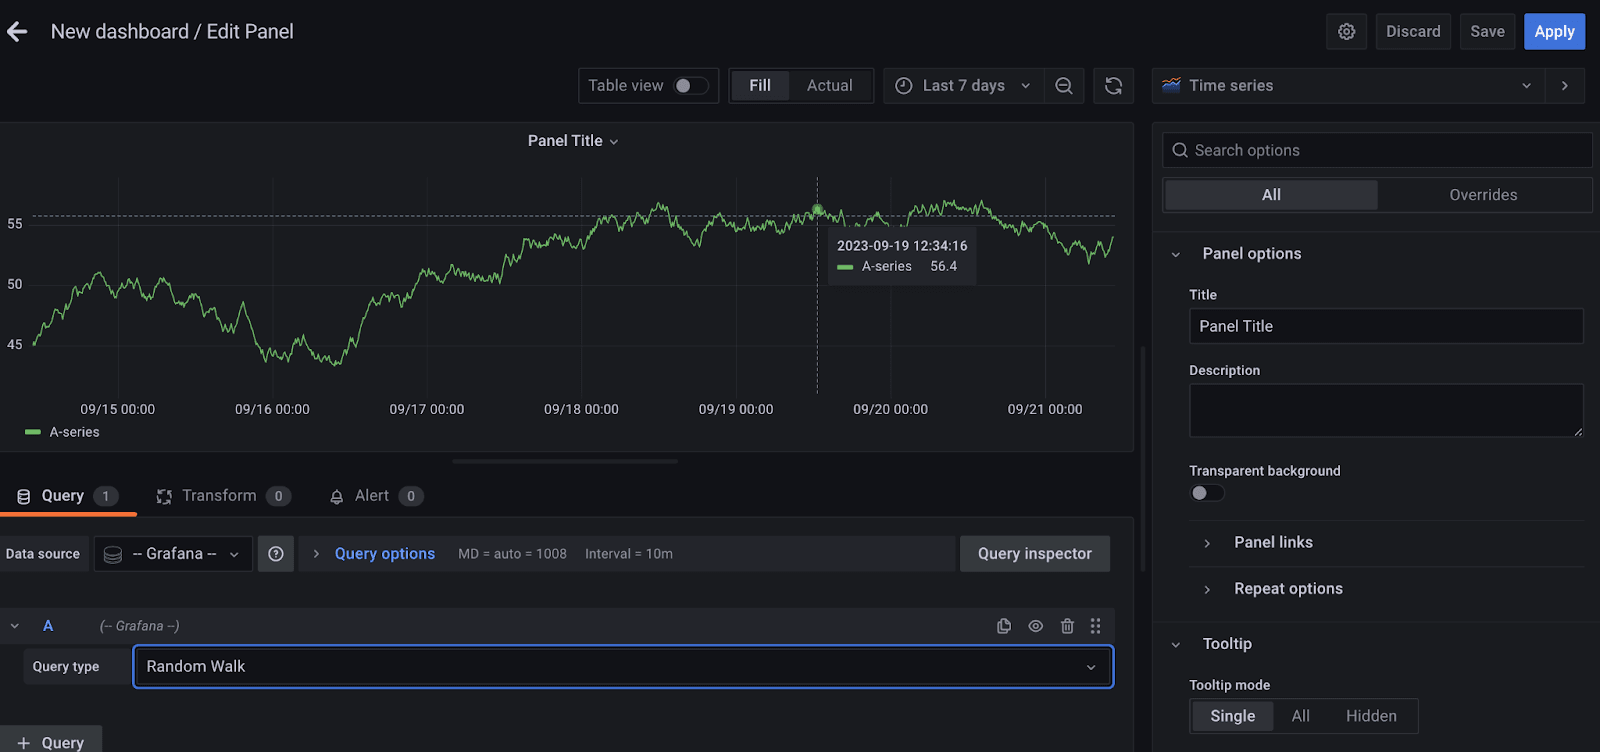 New dashboard / Edit Panel
Discard
Save
Apply
Table view
Fill
Actual
Last 7 days
Time series
Panel Title
55
50
45
2023-09-19 12:34:16
A-series 56.4
09/15 00:00
09/16 00:00
09/17 00:00
09/18 00:00
09/19 00:00
09/20 00:00
09/21 00:00
A-series
Query 1
Transform 0
Alert 0
Data source
-- Grafana --
Query options
MD = auto = 1008
Interval = 10m
Query inspector
A
(-- Grafana --)
Query type
Random Walk
+ Query
Search options
All
Overrides
Panel options
Title
Panel Title
Description
Transparent background
Panel links
Repeat options
Tooltip
Tooltip mode
Single
All
Hidden